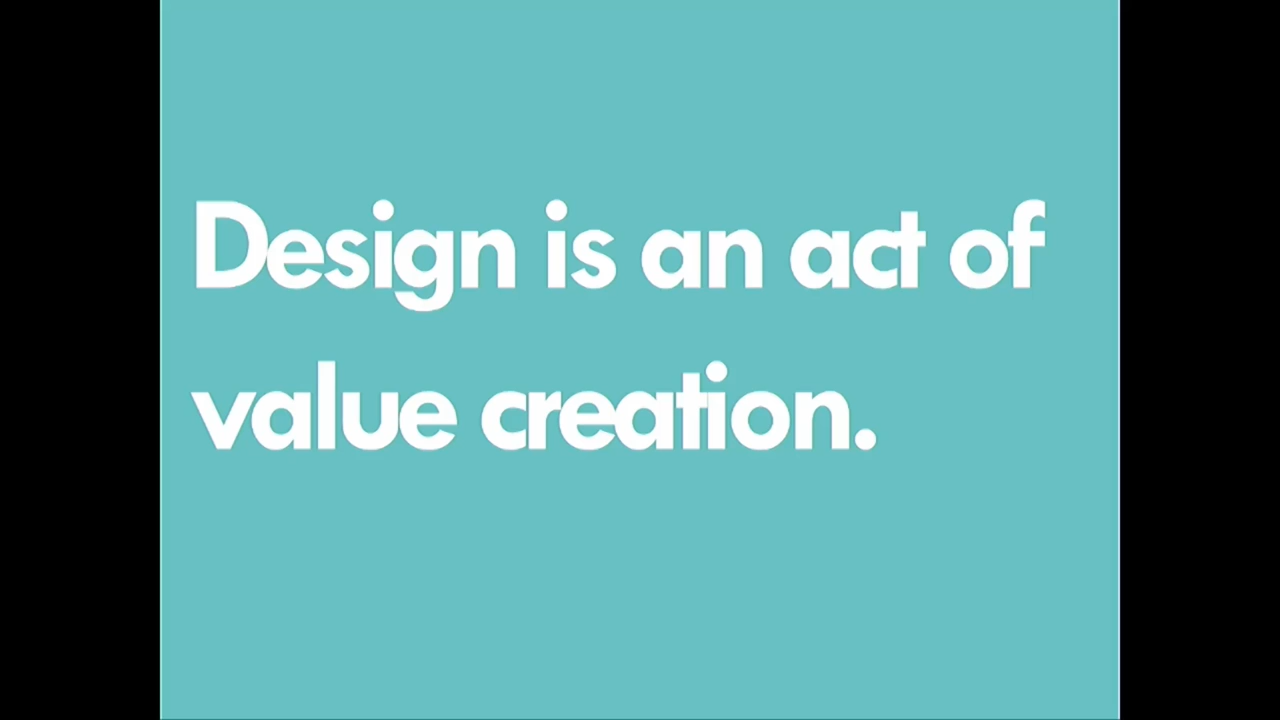 Design is an act of
value creation.